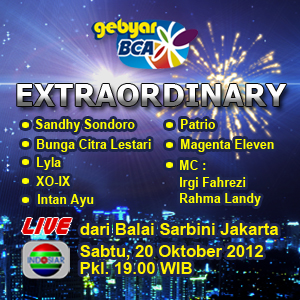 gebyar
BCA
EXTRAORDINARY
Sandhy Sondoro
Bunga Citra Lestari
Lyla
XO-IX
Intan Ayu
Patrio
Magenta Eleven
MC :
Irgi Fahrezi
Rahma Landy
LIVE dari Balai Sarbini Jakarta
INDOSIAR
Sabtu, 20 Oktober 2012
Pkl. 19.00 WIB